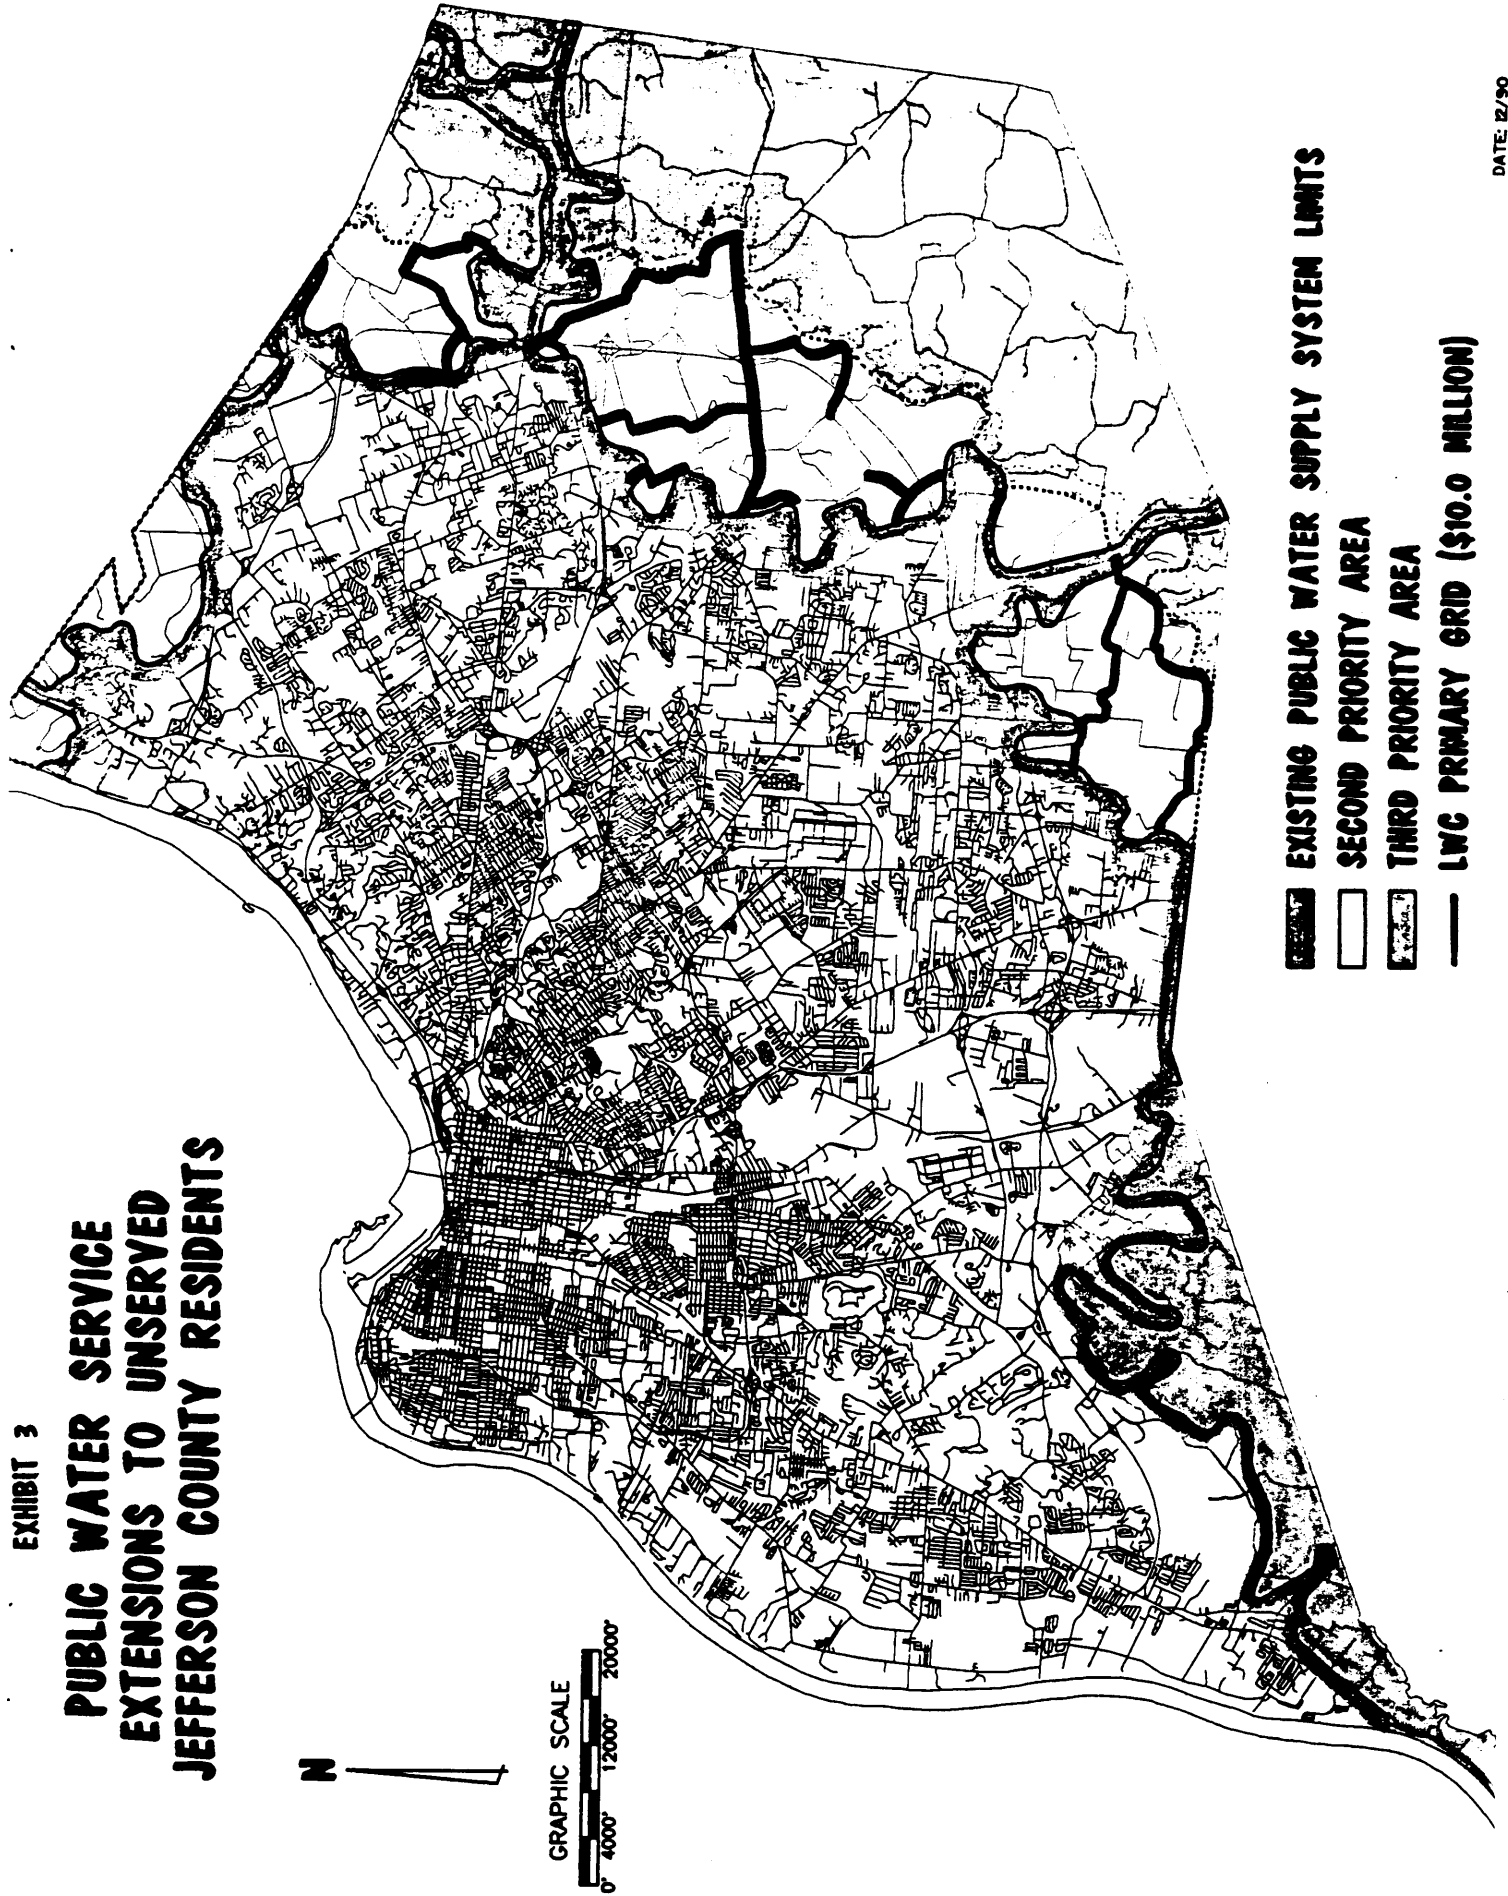 EXHIBIT 3
PUBLIC WATER SERVICE
EXTENSIONS TO UNSERVED
JEFFERSON COUNTY RESIDENTS
N
GRAPHIC SCALE
0' 4000' 12000' 20000'
EXISTING PUBLIC WATER SUPPLY SYSTEM LIMITS
SECOND PRIORITY AREA
THIRD PRIORITY AREA
LWC PRIMARY GRID ($10.0 MILLION)
DATE: 12/90